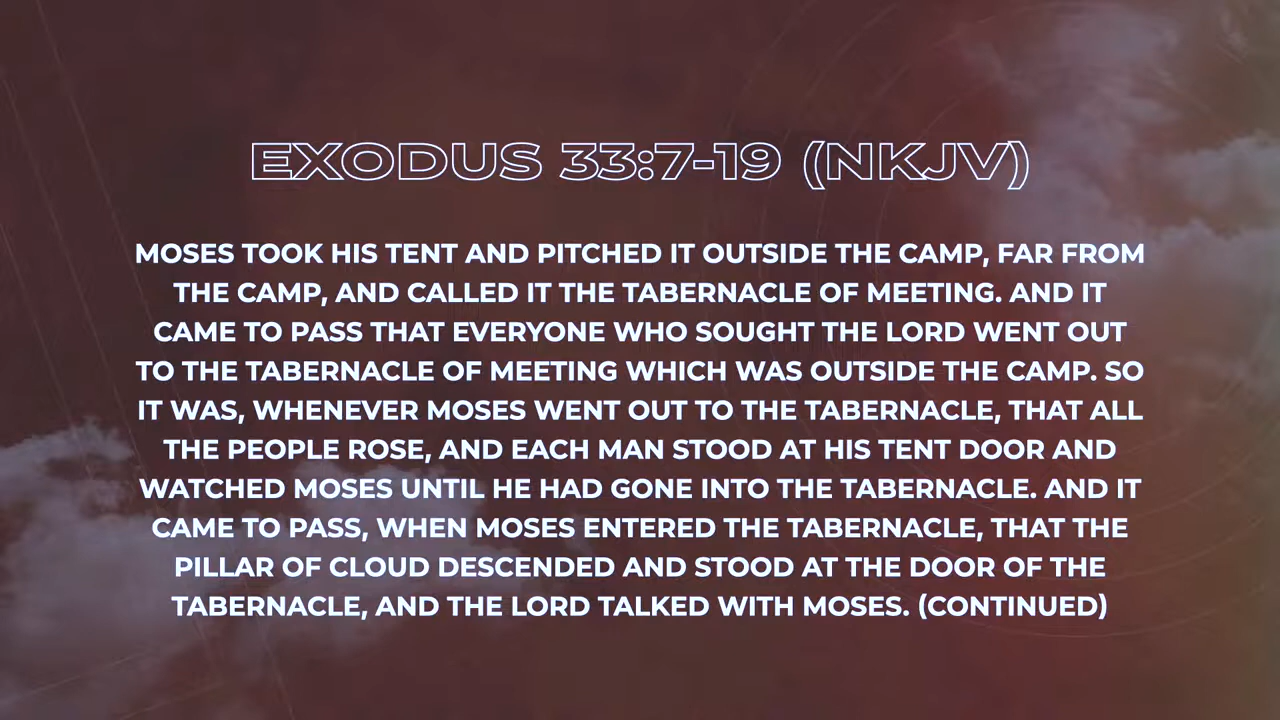 EXODUS 33:7-19 (NKJV)
MOSES TOOK HIS TENT AND PITCHED IT OUTSIDE THE CAMP, FAR FROM
THE CAMP, AND CALLED IT THE TABERNACLE OF MEETING. AND IT
CAME TO PASS THAT EVERYONE WHO SOUGHT THE LORD WENT OUT
TO THE TABERNACLE OF MEETING WHICH WAS OUTSIDE THE CAMP. SO
IT WAS, WHENEVER MOSES WENT OUT TO THE TABERNACLE, THAT ALL
THE PEOPLE ROSE, AND EACH MAN STOOD AT HIS TENT DOOR AND
WATCHED MOSES UNTIL HE HAD GONE INTO THE TABERNACLE. AND IT
CAME TO PASS, WHEN MOSES ENTERED THE TABERNACLE, THAT THE
PILLAR OF CLOUD DESCENDED AND STOOD AT THE DOOR OF THE
TABERNACLE, AND THE LORD TALKED WITH MOSES. (CONTINUED)